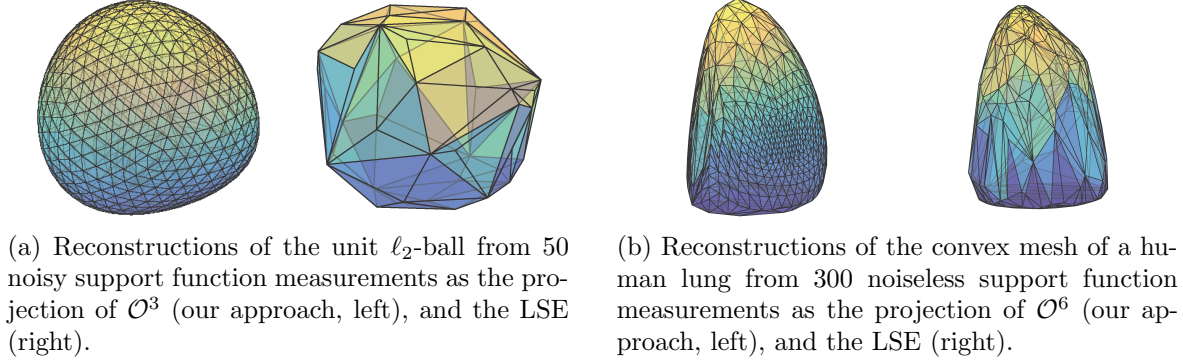 (a) Reconstructions of the unit ℓ₂-ball from 50
noisy support function measurements as the pro-
jection of 𝒪³ (our approach, left), and the LSE
(right).
(b) Reconstructions of the convex mesh of a hu-
man lung from 300 noiseless support function
measurements as the projection of 𝒪⁶ (our ap-
proach, left), and the LSE (right).